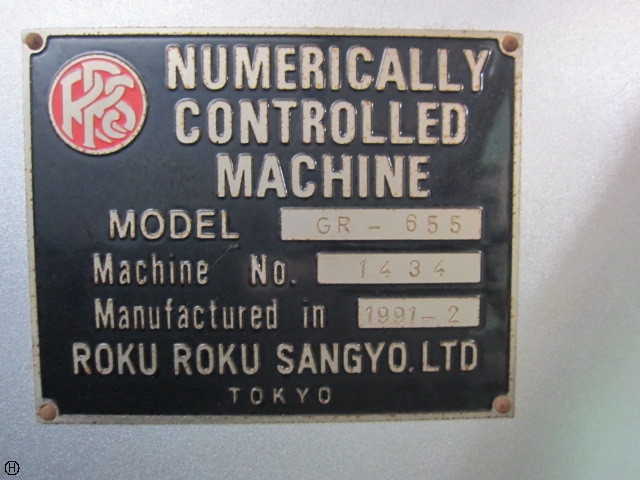 NUMERICALLY
CONTROLLED
MACHINE
MODEL GR-655
Machine No. 1434
Manufactured in 1991-2
ROKU ROKU SANGYO.LTD
TOKYO
H